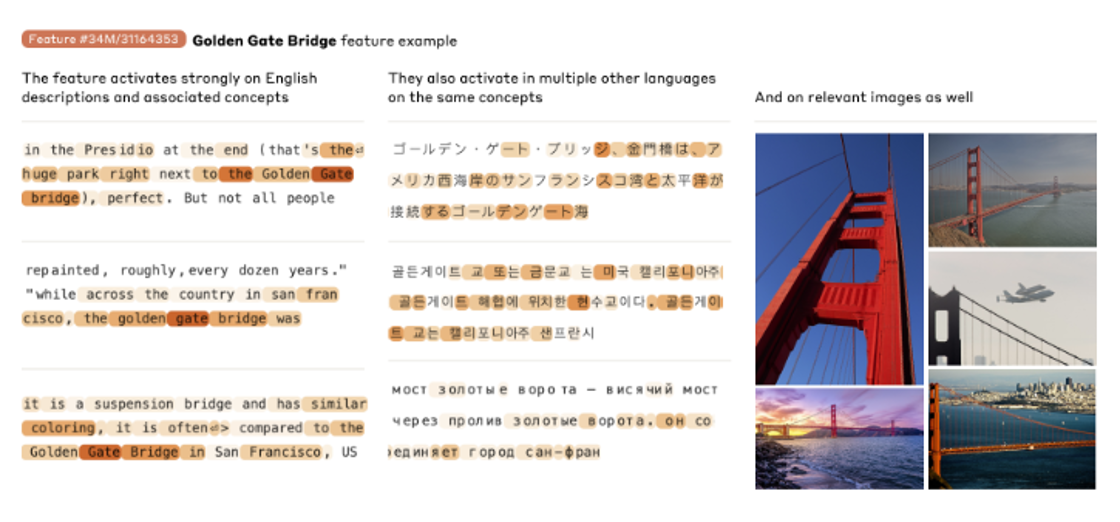 Feature #34M/31164353 Golden Gate Bridge feature example
The feature activates strongly on English
descriptions and associated concepts
in the Presidio at the end (that's the⏎
huge park right next to the Golden Gate
bridge), perfect. But not all people
repainted, roughly,every dozen years."
"while across the country in san fran
cisco, the golden gate bridge was
it is a suspension bridge and has similar
coloring, it is often⏎> compared to the
Golden Gate Bridge in San Francisco, US
They also activate in multiple other languages
on the same concepts
ゴールデン・ゲート・ブリッジ、金門橋は、ア
メリカ西海岸のサンフランシスコ湾と太平洋が
接続するゴールデンゲート海
골든게이트 교 또는 금문교 는 미국 캘리포니아주
골든게이트 해협에 위치한 현수교이다. 골든게이
트 교는 캘리포니아주 샌프란시
мост золотые ворота — висячий мост
через пролив золотые ворота. он со
единяет город сан-фран
And on relevant images as well